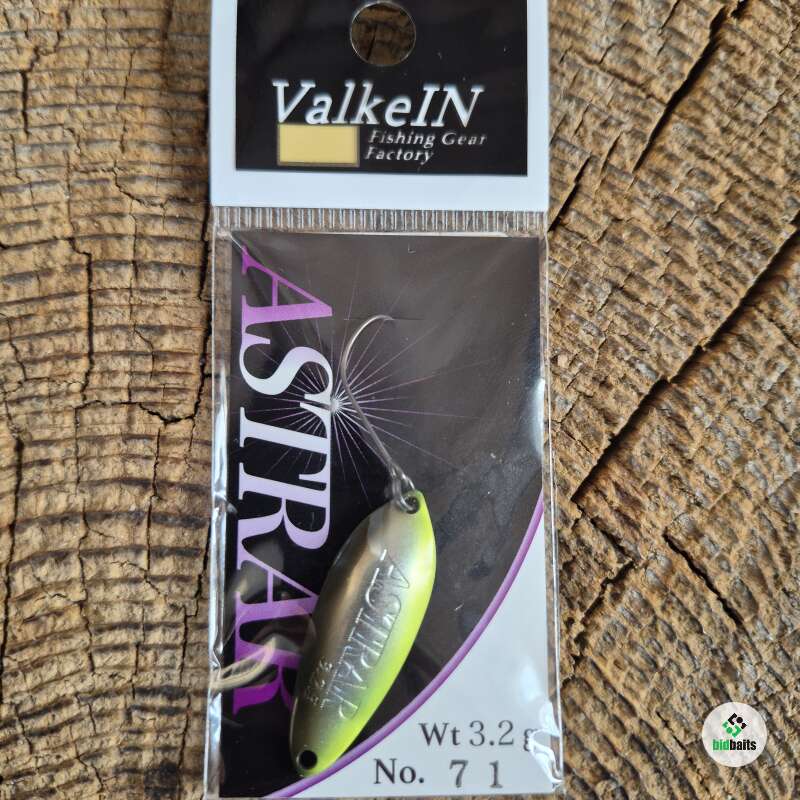 ValkeIN
Fishing Gear
Factory
ASTRAR
ASTRAR
Wt 3.2 g
No. 71
bidbaits